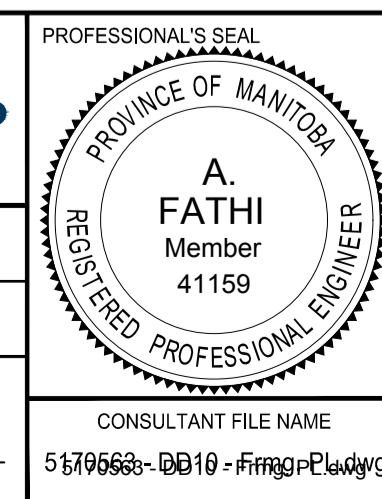 PROFESSIONAL'S SEAL
PROVINCE OF MANITOBA
A.
FATHI
Member
41159
REGISTERED PROFESSIONAL ENGINEER
CONSULTANT FILE NAME
5170563 - DD10 - Frmg. PL.dwg